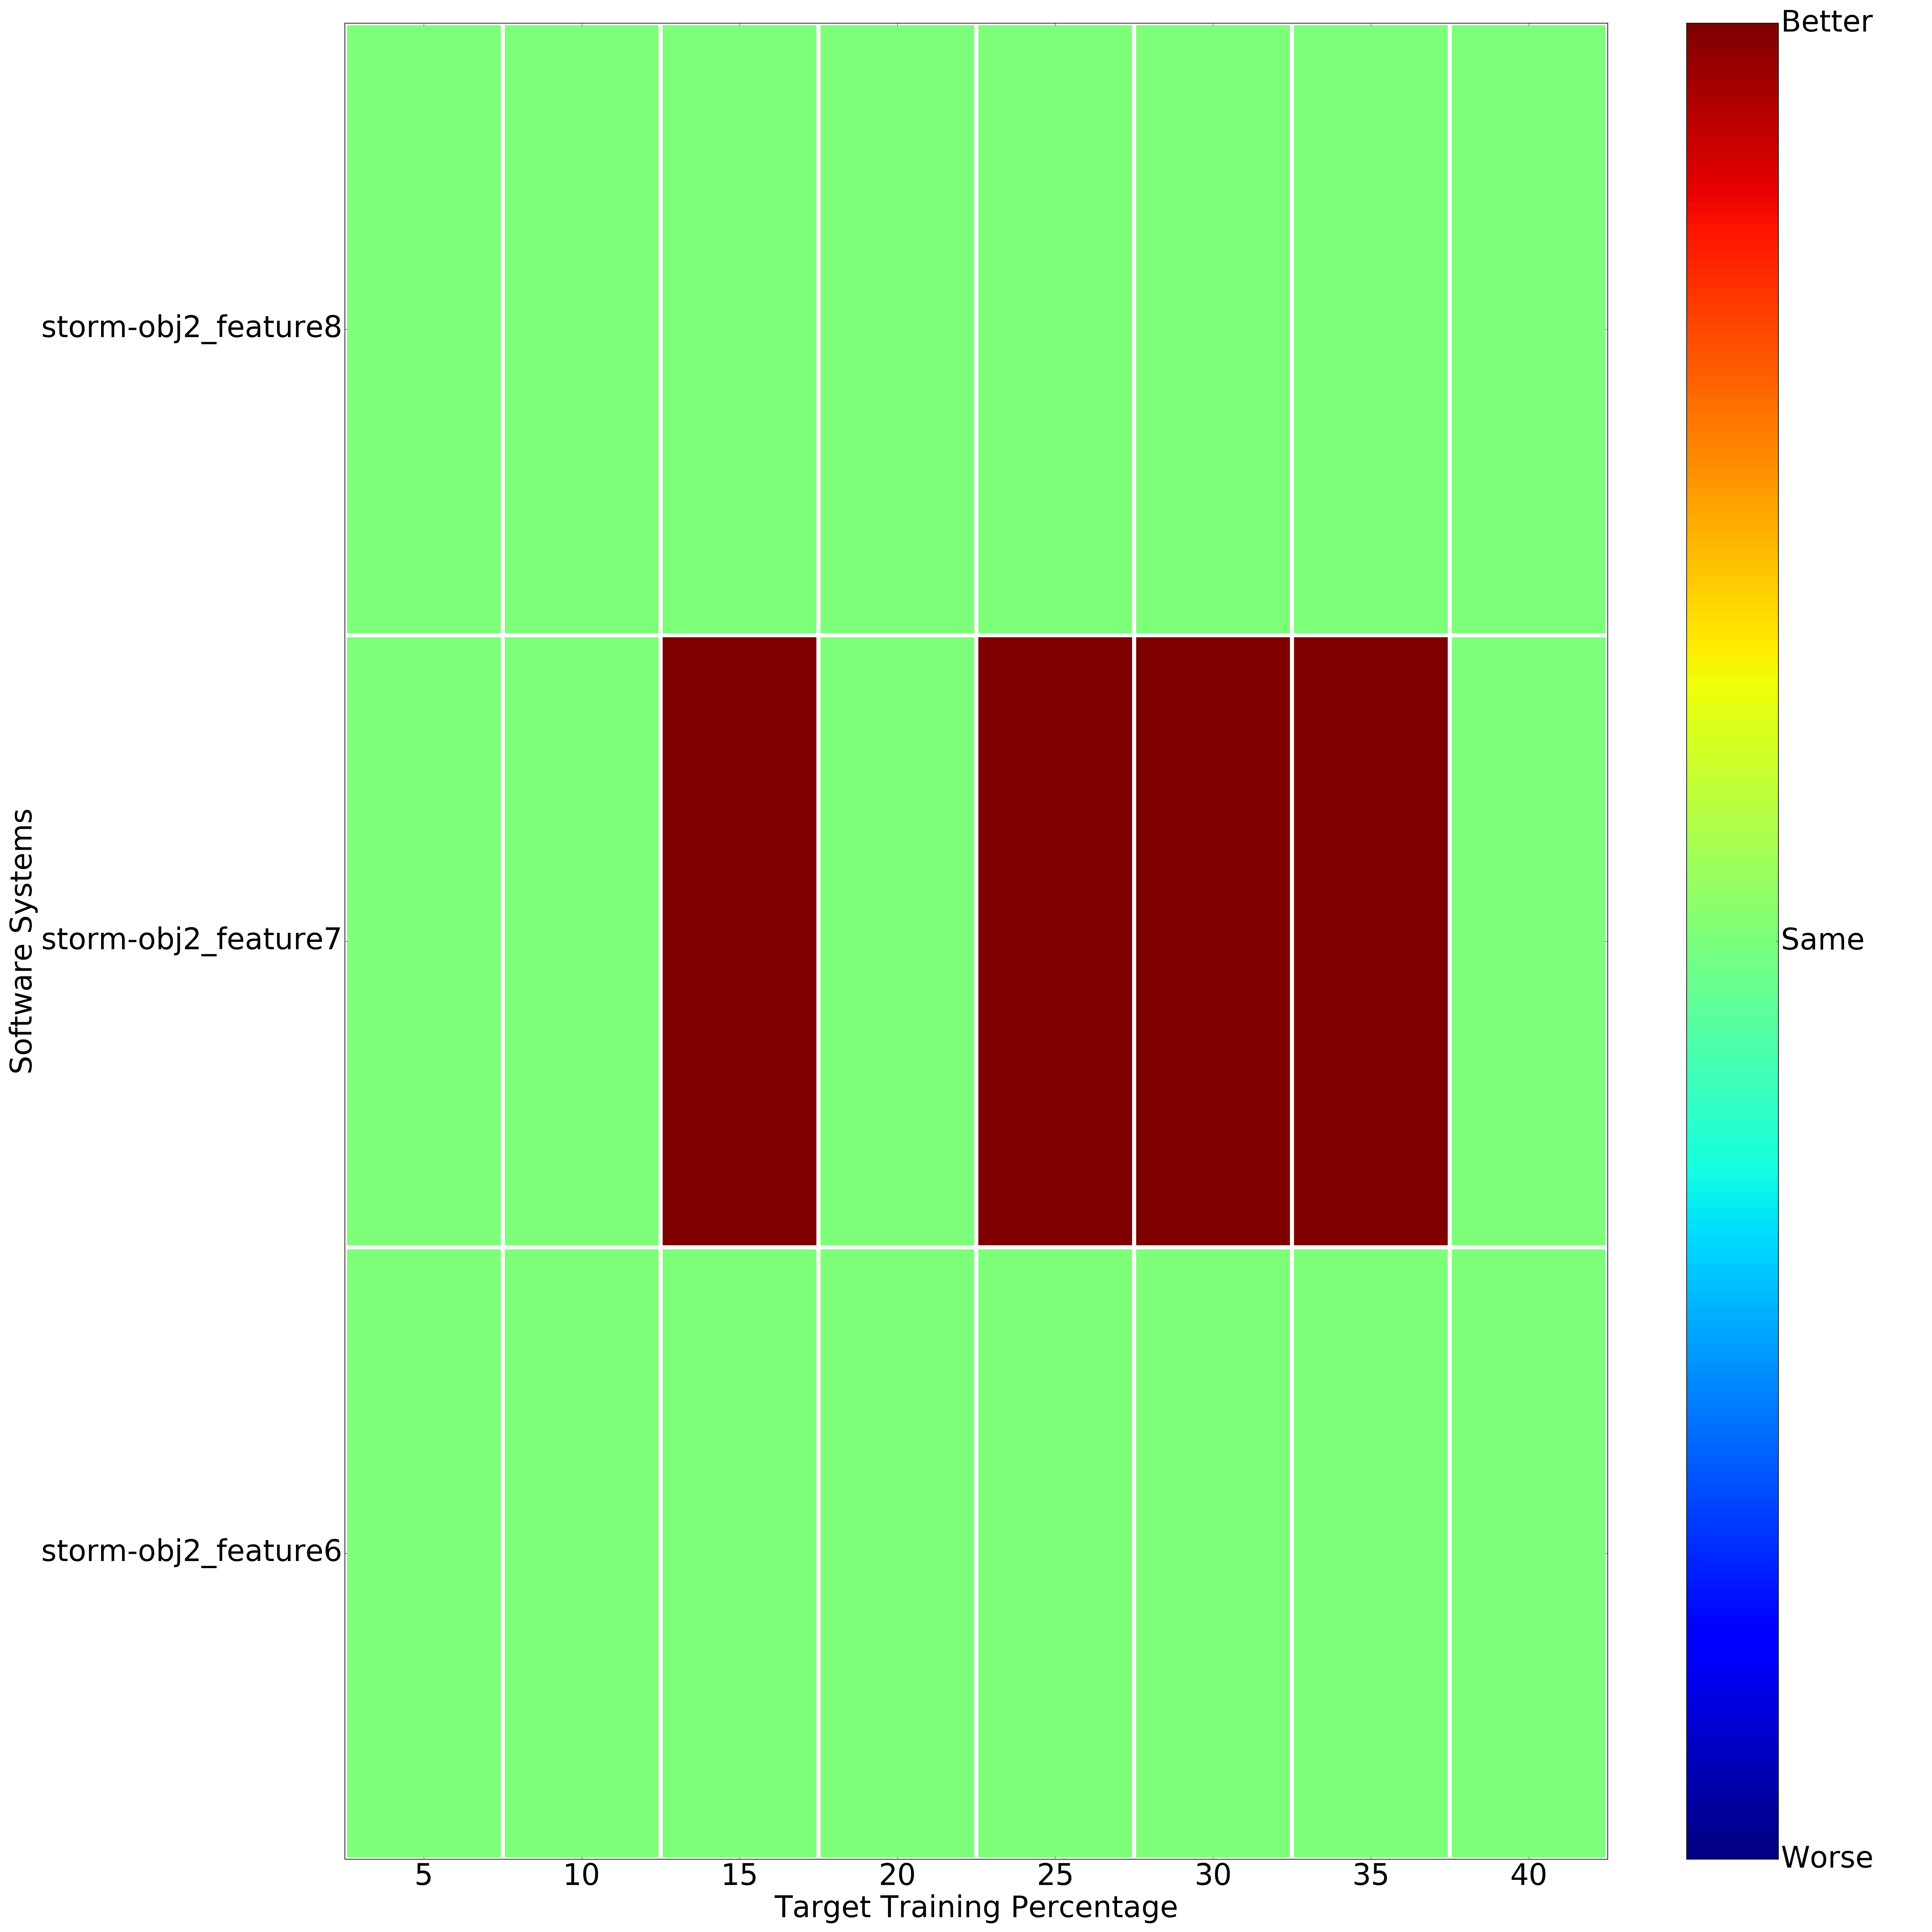 Better
storm-obj2_feature8
Software Systems
storm-obj2_feature7
Same
storm-obj2_feature6
Worse
5 10 15 20 25 30 35 40
Target Training Percentage